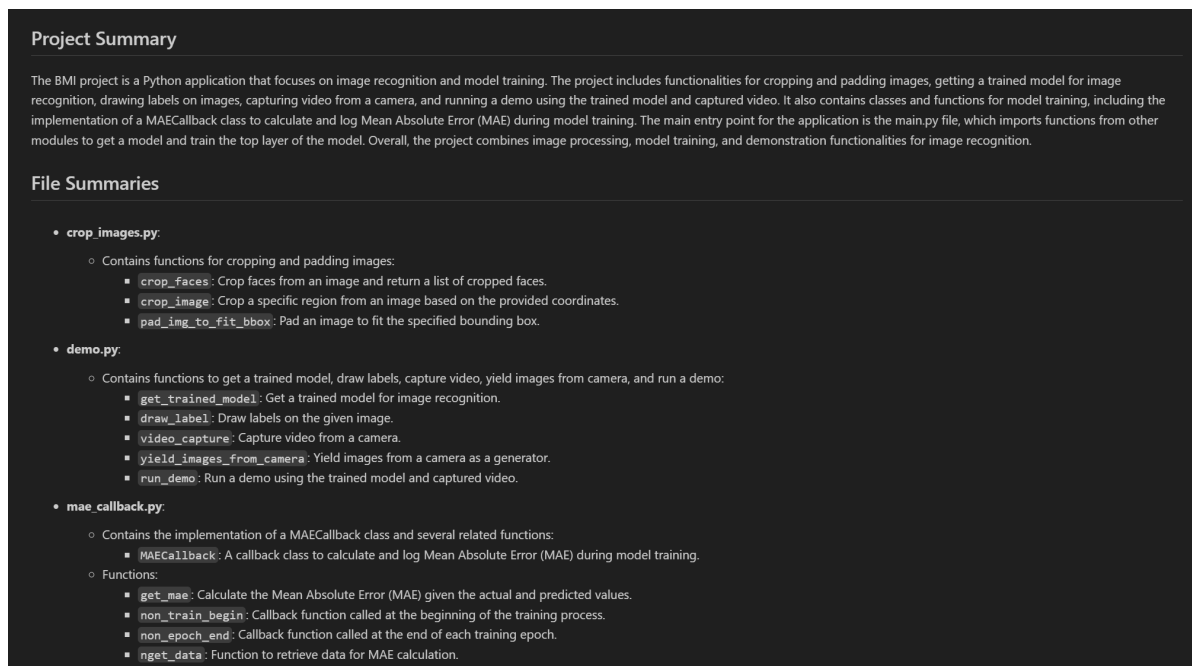 Project Summary
The BMI project is a Python application that focuses on image recognition and model training. The project includes functionalities for cropping and padding images, getting a trained model for image
recognition, drawing labels on images, capturing video from a camera, and running a demo using the trained model and captured video. It also contains classes and functions for model training, including the
implementation of a MAECallback class to calculate and log Mean Absolute Error (MAE) during model training. The main entry point for the application is the main.py file, which imports functions from other
modules to get a model and train the top layer of the model. Overall, the project combines image processing, model training, and demonstration functionalities for image recognition.
File Summaries
• crop_images.py:
○ Contains functions for cropping and padding images:
▪ crop_faces: Crop faces from an image and return a list of cropped faces.
▪ crop_image: Crop a specific region from an image based on the provided coordinates.
▪ pad_img_to_fit_bbox: Pad an image to fit the specified bounding box.
• demo.py:
○ Contains functions to get a trained model, draw labels, capture video, yield images from camera, and run a demo:
▪ get_trained_model: Get a trained model for image recognition.
▪ draw_label: Draw labels on the given image.
▪ video_capture: Capture video from a camera.
▪ yield_images_from_camera: Yield images from a camera as a generator.
▪ run_demo: Run a demo using the trained model and captured video.
• mae_callback.py:
○ Contains the implementation of a MAECallback class and several related functions:
▪ MAECallback: A callback class to calculate and log Mean Absolute Error (MAE) during model training.
○ Functions:
▪ get_mae: Calculate the Mean Absolute Error (MAE) given the actual and predicted values.
▪ non_train_begin: Callback function called at the beginning of the training process.
▪ non_epoch_end: Callback function called at the end of each training epoch.
▪ nget_data: Function to retrieve data for MAE calculation.